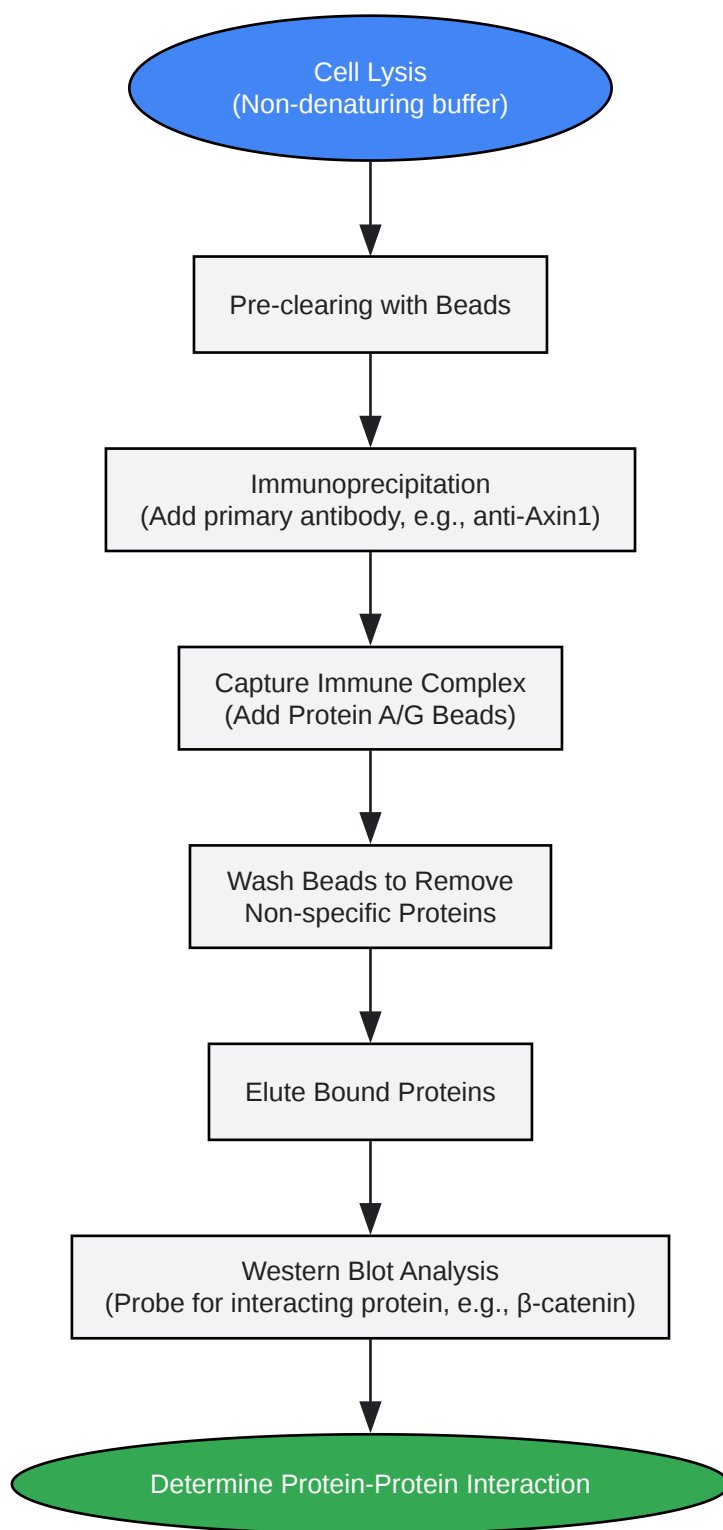 Cell Lysis
(Non-denaturing buffer)
Pre-clearing with Beads
Immunoprecipitation
(Add primary antibody, e.g., anti-Axin1)
Capture Immune Complex
(Add Protein A/G Beads)
Wash Beads to Remove
Non-specific Proteins
Elute Bound Proteins
Western Blot Analysis
(Probe for interacting protein, e.g., β-catenin)
Determine Protein-Protein Interaction